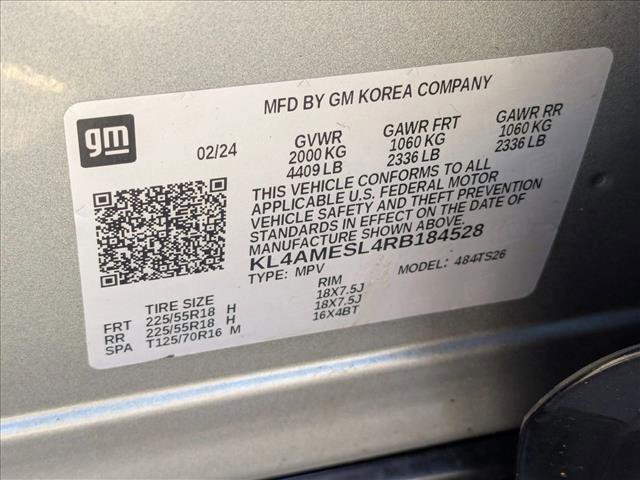 MFD BY GM KOREA COMPANY
gm
02/24
GVWR GAWR FRT GAWR RR
2000 KG 1060 KG 1060 KG
4409 LB 2336 LB 2336 LB
THIS VEHICLE CONFORMS TO ALL
APPLICABLE U.S. FEDERAL MOTOR
VEHICLE SAFETY AND THEFT PREVENTION
STANDARDS IN EFFECT ON THE DATE OF
MANUFACTURE SHOWN ABOVE.
KL4AMESL4RB184528
TYPE: MPV MODEL: 484TS26
TIRE SIZE RIM
FRT 225/55R18 H 18X7.5J
RR 225/55R18 H 18X7.5J
SPA T125/70R16 M 16X4BT